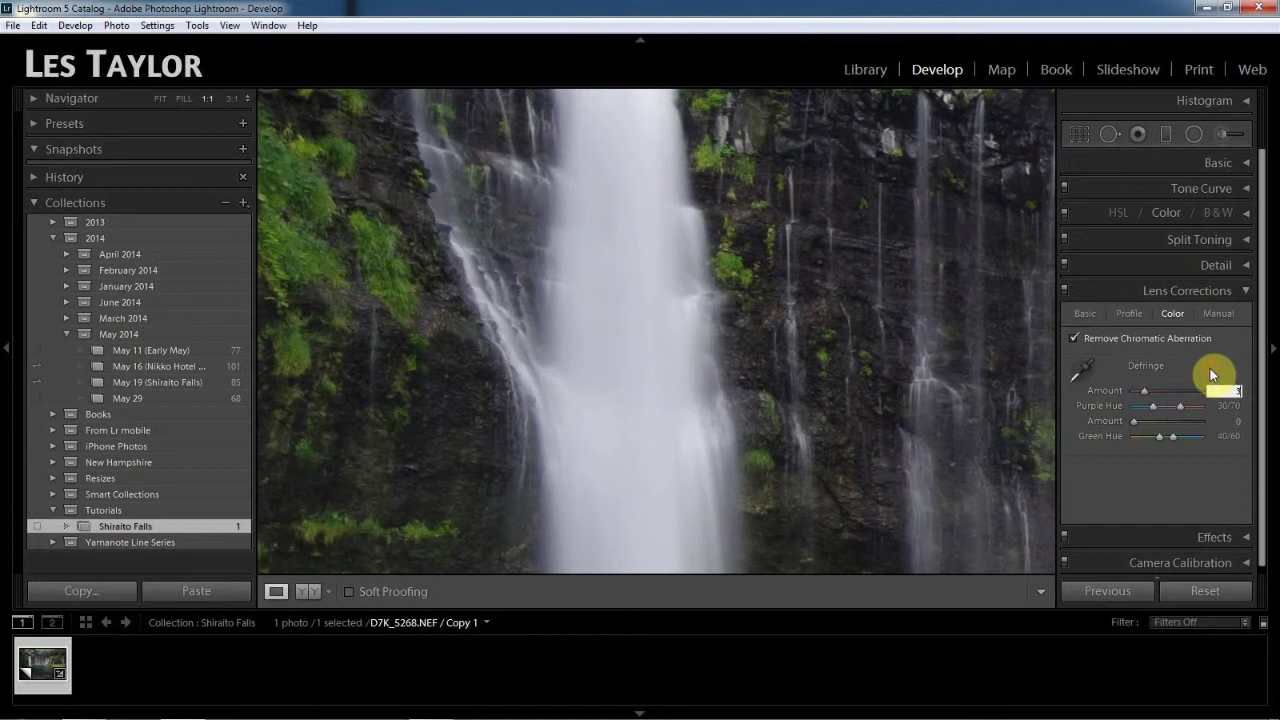 Lr Lightroom 5 Catalog - Adobe Photoshop Lightroom - Develop
File Edit Develop Photo Settings Tools View Window Help
LES TAYLOR
Library | Develop | Map | Book | Slideshow | Print | Web
Navigator FIT FILL 1:1 3:1
Presets
Snapshots
History
Collections
2013
2014
April 2014
February 2014
January 2014
June 2014
March 2014
May 2014
May 11 (Early May) 77
May 16 (Nikko Hotel ... 101
May 19 (Shiraito Falls) 85
May 29 68
Books
From Lr mobile
iPhone Photos
New Hampshire
Resizes
Smart Collections
Tutorials
Shiraito Falls 1
Yamanote Line Series
Copy... Paste
Histogram
Basic
Tone Curve
HSL / Color / B & W
Split Toning
Detail
Lens Corrections
Basic Profile Color Manual
Remove Chromatic Aberration
Defringe
Amount
Purple Hue 30/70
Amount 0
Green Hue 40/60
Effects
Camera Calibration
Previous Reset
Y Y Soft Proofing
1 2 Collection : Shiraito Falls 1 photo /1 selected /D7K_5268.NEF / Copy 1 Filter : Filters Off